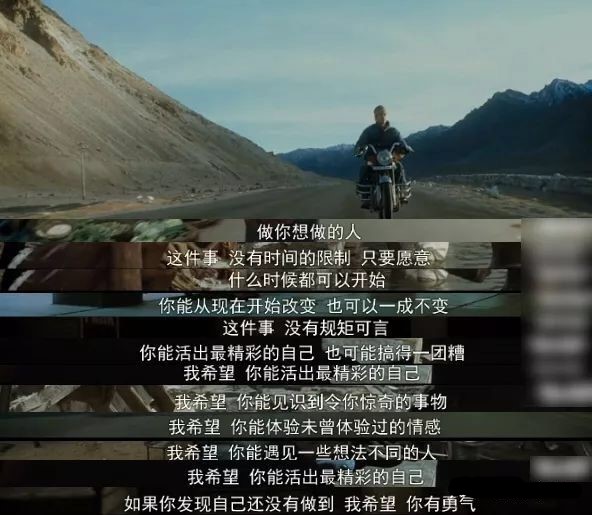 做你想做的人
这件事 没有时间的限制 只要愿意
什么时候都可以开始
你能从现在开始改变 也可以一成不变
这件事 没有规矩可言
你能活出最精彩的自己 也可能搞得一团糟
我希望 你能活出最精彩的自己
我希望 你能见识到令你惊奇的事物
我希望 你能体验未曾体验过的情感
我希望 你能遇见一些想法不同的人
我希望 你能活出最精彩的自己
如果你发现自己还没有做到 我希望 你有勇气